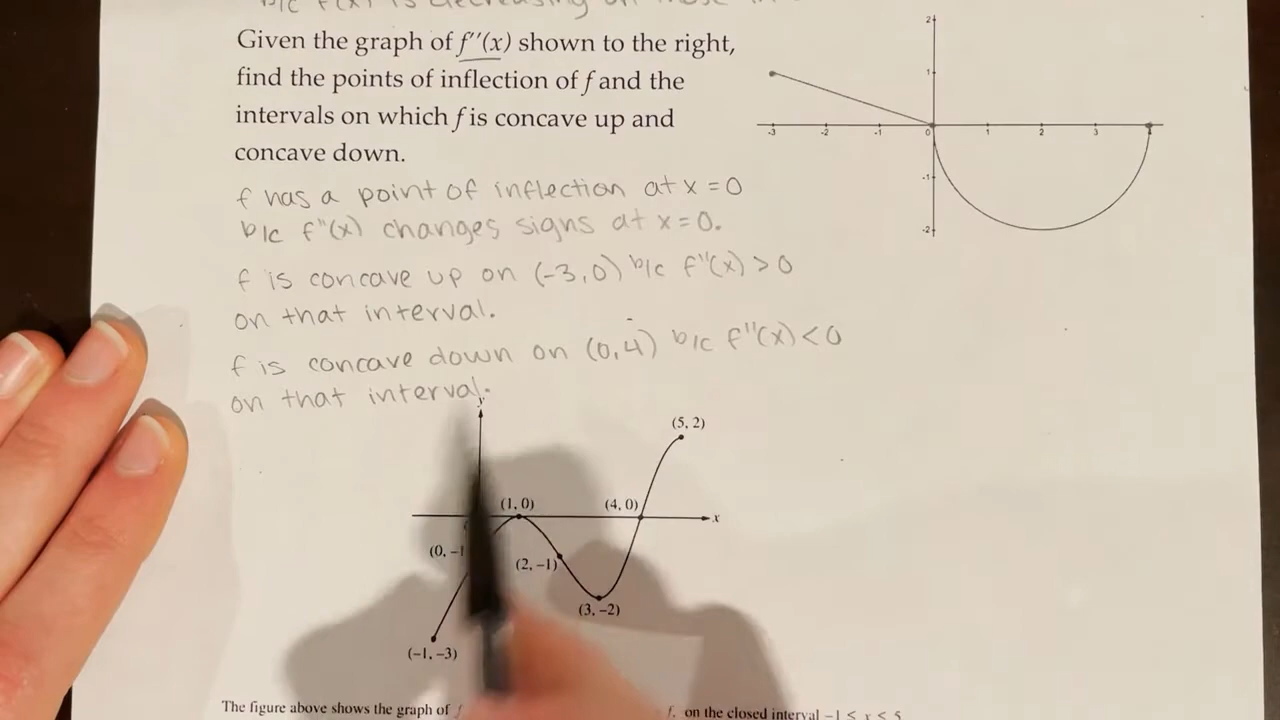 Given the graph of f''(x) shown to the right,
find the points of inflection of f and the
intervals on which f is concave up and
concave down.
f has a point of inflection at x=0
b/c f"(x) changes signs at x=0.
f is concave up on (-3,0) b/c f"(x) > 0
on that interval.
f is concave down on (0,4) b/c f"(x) < 0
on that interval.
2
1
-3 -2 -1 0 1 2 3
-1
-2
y
(5, 2)
(1, 0) (4, 0)
x
(0, -1
(2, -1)
(3, -2)
(-1, -3)
The figure above shows the graph of f, on the closed interval -1 ≤ x ≤ 5